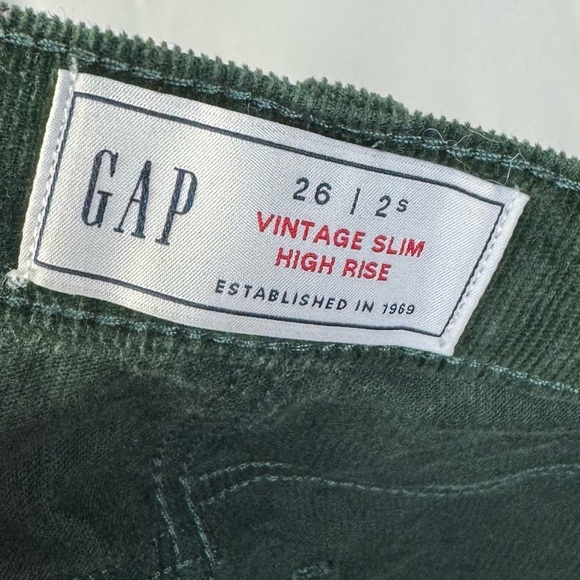 GAP
26 | 2s
VINTAGE SLIM
HIGH RISE
ESTABLISHED IN 1969